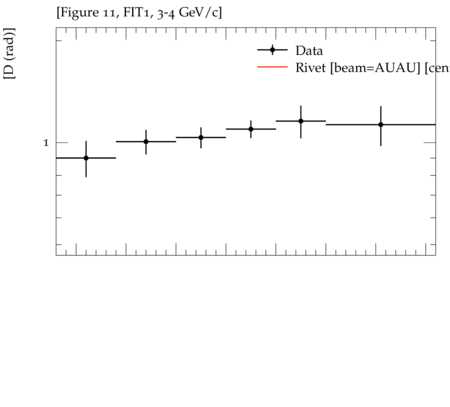 [Figure 11, FIT1, 3-4 GeV/c]
[D (rad)]
Data
Rivet [beam=AUAU] [cen
1